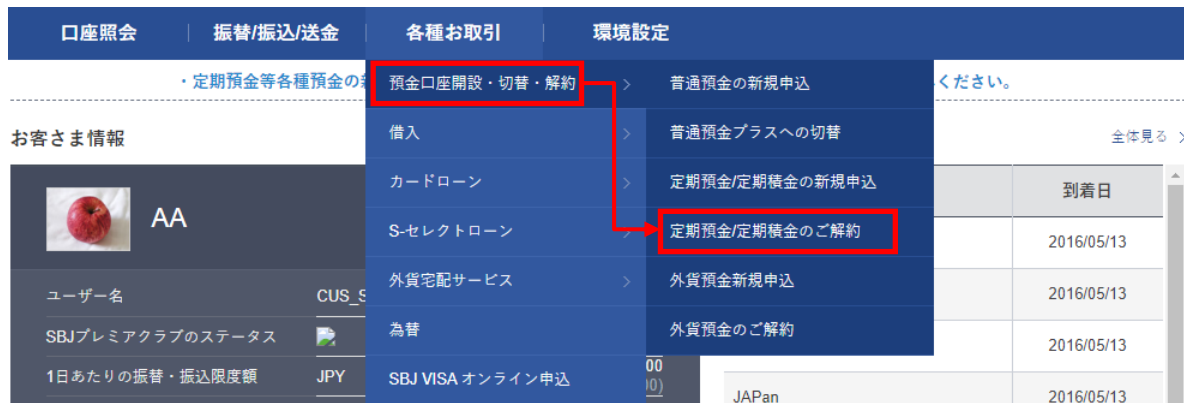 口座照会 振替/振込/送金 各種お取引 環境設定
・定期預金等各種預金の ください。
預金口座開設・切替・解約
借入
カードローン
S-セレクトローン
外貨宅配サービス
為替
SBJ VISA オンライン申込
普通預金の新規申込
普通預金プラスへの切替
定期預金/定期積金の新規申込
定期預金/定期積金のご解約
外貨預金新規申込
外貨預金のご解約
お客さま情報
全体見る
AA
ユーザー名 CUS_S
SBJプレミアクラブのステータス
1日あたりの振替・振込限度額 JPY
00
00)
到着日
2016/05/13
2016/05/13
2016/05/13
JAPan 2016/05/13